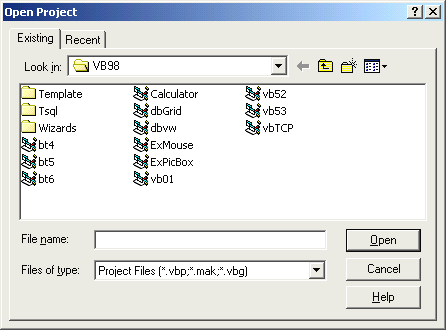 Open Project
Existing Recent
Look in: VB98
Template Calculator vb52
Tsql dbGrid vb53
Wizards dbvw vbTCP
bt4 ExMouse
bt5 ExPicBox
bt6 vb01
File name: Open
Files of type: Project Files (*.vbp;*.mak;*.vbg) Cancel
Help